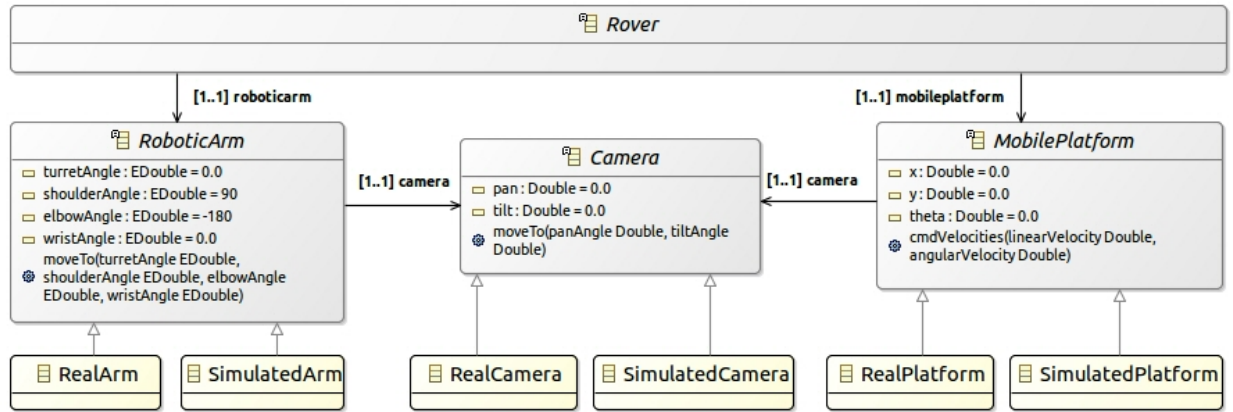 Rover
[1..1] roboticarm
[1..1] mobileplatform
RoboticArm
turretAngle : EDouble = 0.0
shoulderAngle : EDouble = 90
elbowAngle : EDouble = -180
wristAngle : EDouble = 0.0
moveTo(turretAngle EDouble,
shoulderAngle EDouble, elbowAngle
EDouble, wristAngle EDouble)
[1..1] camera
Camera
pan : Double = 0.0
tilt : Double = 0.0
moveTo(panAngle Double, tiltAngle
Double)
[1..1] camera
MobilePlatform
x : Double = 0.0
y : Double = 0.0
theta : Double = 0.0
cmdVelocities(linearVelocity Double,
angularVelocity Double)
RealArm
SimulatedArm
RealCamera
SimulatedCamera
RealPlatform
SimulatedPlatform